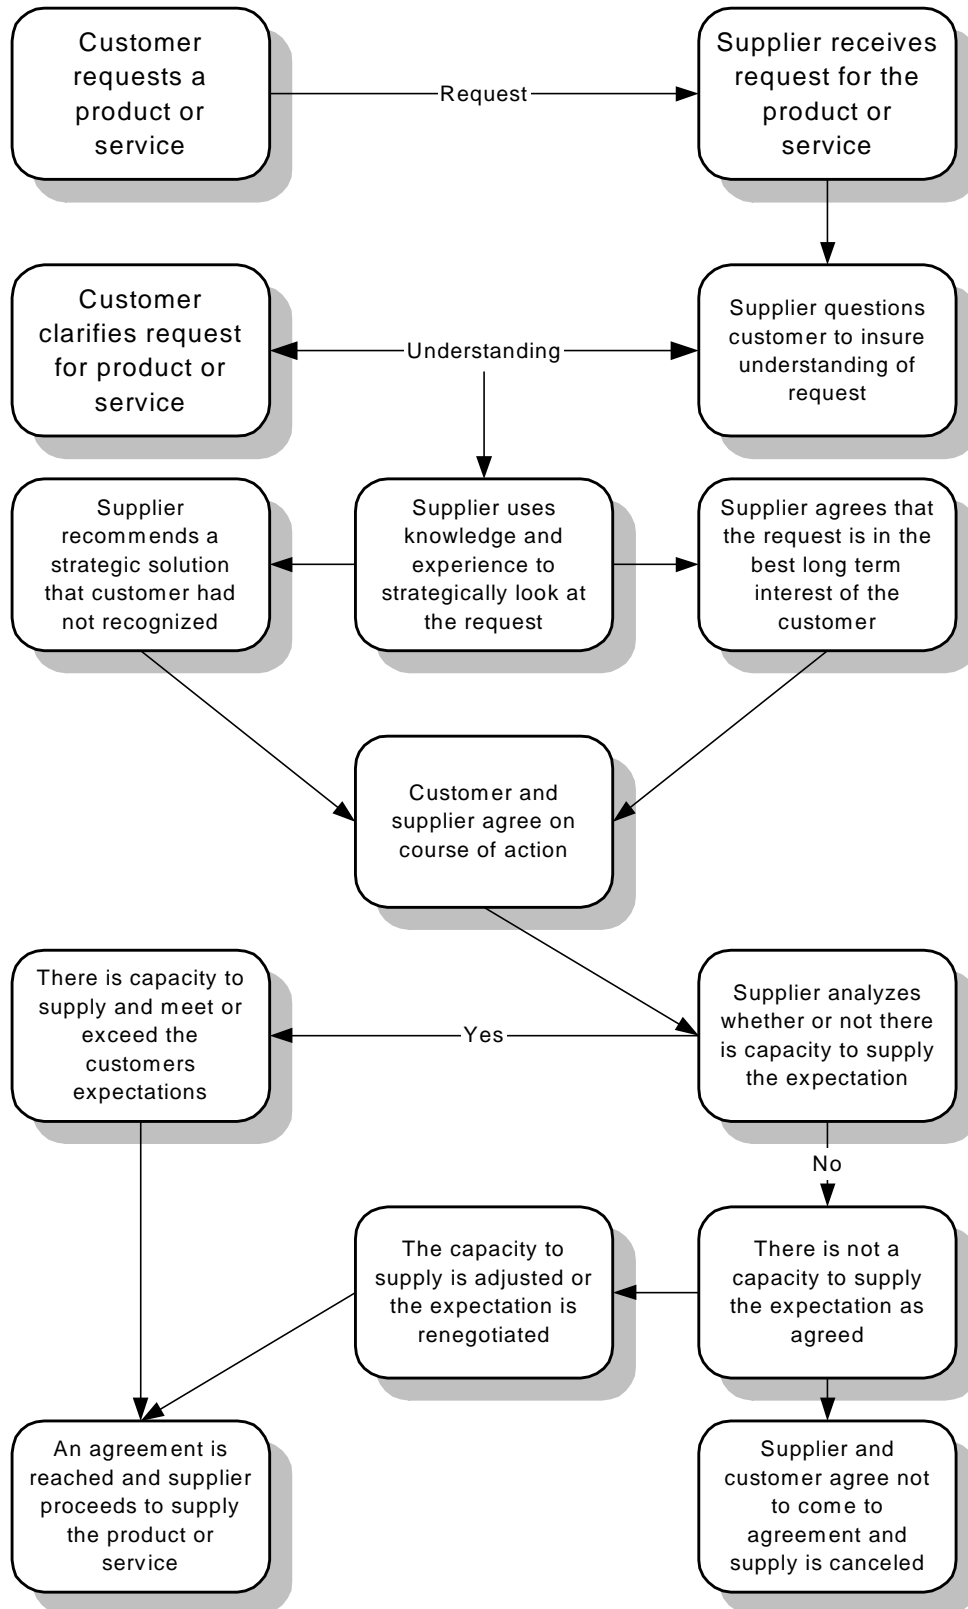 Customer
requests a
product or
service
Request
Supplier receives
request for the
product or
service
Customer
clarifies request
for product or
service
Understanding
Supplier questions
customer to insure
understanding of
request
Supplier
recommends a
strategic solution
that customer had
not recognized
Supplier uses
knowledge and
experience to
strategically look at
the request
Supplier agrees that
the request is in the
best long term
interest of the
customer
Customer and
supplier agree on
course of action
There is capacity to
supply and meet or
exceed the
customers
expectations
Yes
Supplier analyzes
whether or not there
is capacity to supply
the expectation
No
The capacity to
supply is adjusted or
the expectation is
renegotiated
There is not a
capacity to supply
the expectation as
agreed
An agreement is
reached and supplier
proceeds to supply
the product or
service
Supplier and
customer agree not
to come to
agreement and
supply is canceled